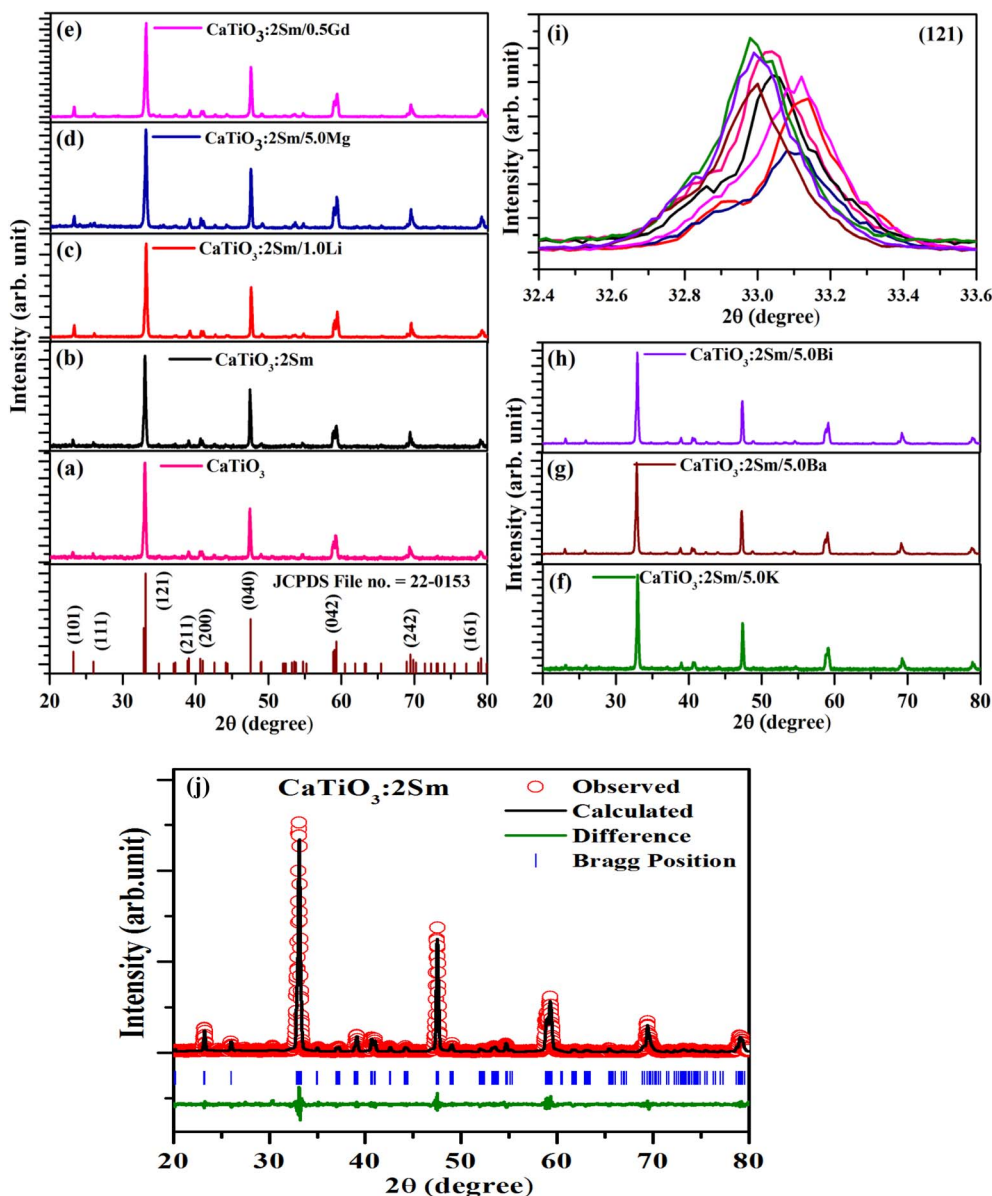 (e)
CaTiO₃:2Sm/0.5Gd
(d)
CaTiO₃:2Sm/5.0Mg
(c)
CaTiO₃:2Sm/1.0Li
(b)
CaTiO₃:2Sm
(a)
CaTiO₃
JCPDS File no. = 22-0153
(101)
(111)
(121)
(211)
(200)
(040)
(042)
(242)
(161)
Intensity (arb. unit)
20 30 40 50 60 70 80
2θ (degree)
(i)
(121)
Intensity (arb. unit)
32.4 32.6 32.8 33.0 33.2 33.4 33.6
2θ (degree)
(h)
CaTiO₃:2Sm/5.0Bi
(g)
CaTiO₃:2Sm/5.0Ba
(f)
CaTiO₃:2Sm/5.0K
Intensity (arb. unit)
20 30 40 50 60 70 80
2θ (degree)
(j)
CaTiO₃:2Sm
Observed
Calculated
Difference
Bragg Position
Intensity (arb.unit)
20 30 40 50 60 70 80
2θ (degree)